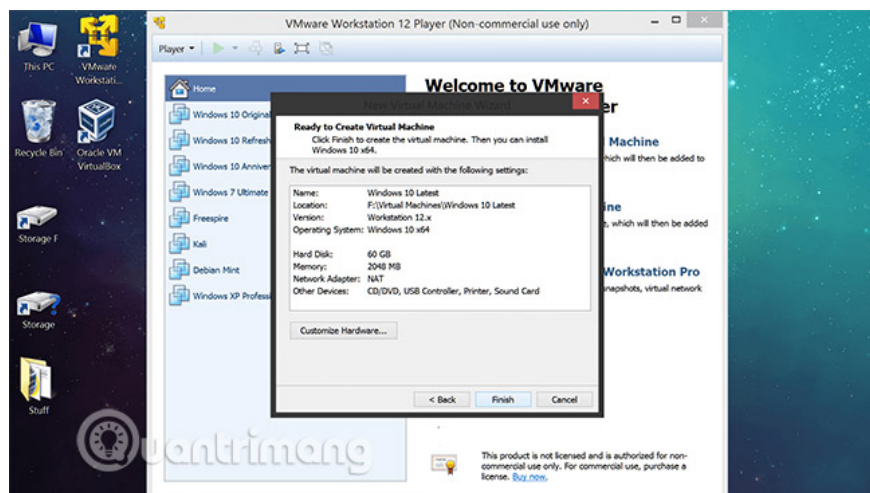 VMware Workstation 12 Player (Non-commercial use only)
Player
This PC
VMware
Workstati...
Recycle Bin
Oracle VM
VirtualBox
Storage F
Storage
Stuff
Home
Windows 10 Original
Windows 10 Refresh
Windows 10 Anniver
Windows 7 Ultimate
Freespire
Kali
Debian Mint
Windows XP Profess
Welcome to VMware
er
Machine
which will then be added to
ine
, which will then be added
Workstation Pro
napshots, virtual network
New Virtual Machine Wizard
Ready to Create Virtual Machine
Click Finish to create the virtual machine. Then you can install
Windows 10 x64.
The virtual machine will be created with the following settings:
Name: Windows 10 Latest
Location: F:\Virtual Machines\Windows 10 Latest
Version: Workstation 12.x
Operating System: Windows 10 x64
Hard Disk: 60 GB
Memory: 2048 MB
Network Adapter: NAT
Other Devices: CD/DVD, USB Controller, Printer, Sound Card
Customize Hardware...
< Back Finish Cancel
This product is not licensed and is authorized for non-
commercial use only. For commercial use, purchase a
license. Buy now.
Quantrimang